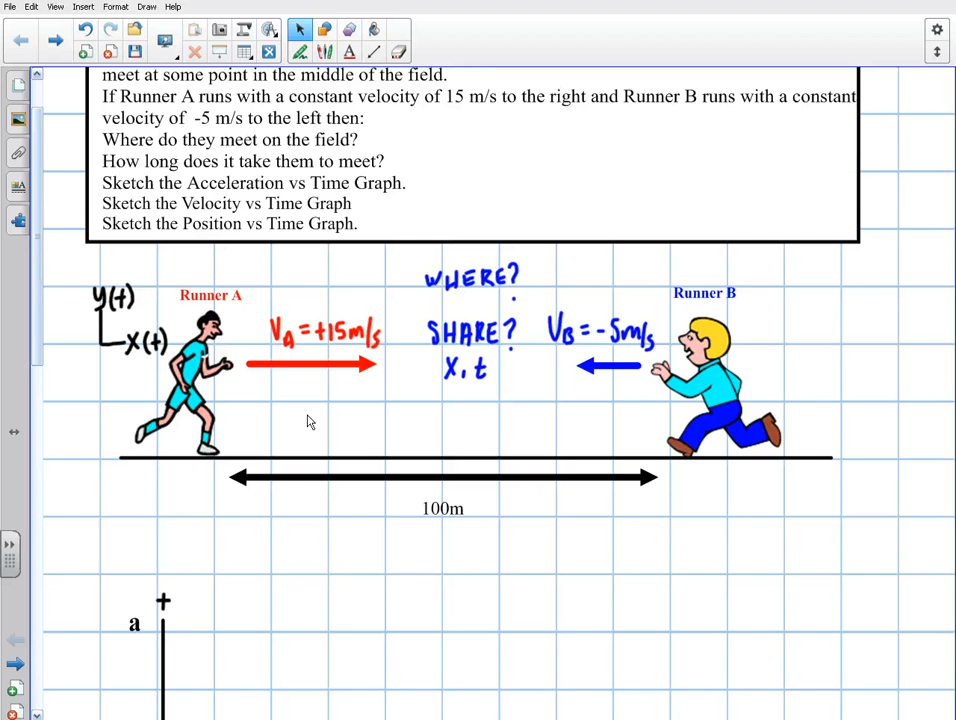 File Edit View Insert Format Draw Help
meet at some point in the middle of the field.
If Runner A runs with a constant velocity of 15 m/s to the right and Runner B runs with a constant
velocity of -5 m/s to the left then:
Where do they meet on the field?
How long does it take them to meet?
Sketch the Acceleration vs Time Graph.
Sketch the Velocity vs Time Graph
Sketch the Position vs Time Graph.
Y(t)
X(t)
Runner A
VA = +15m/s
WHERE?
SHARE?
X, t
Runner B
VB = -5m/s
100m
+
a